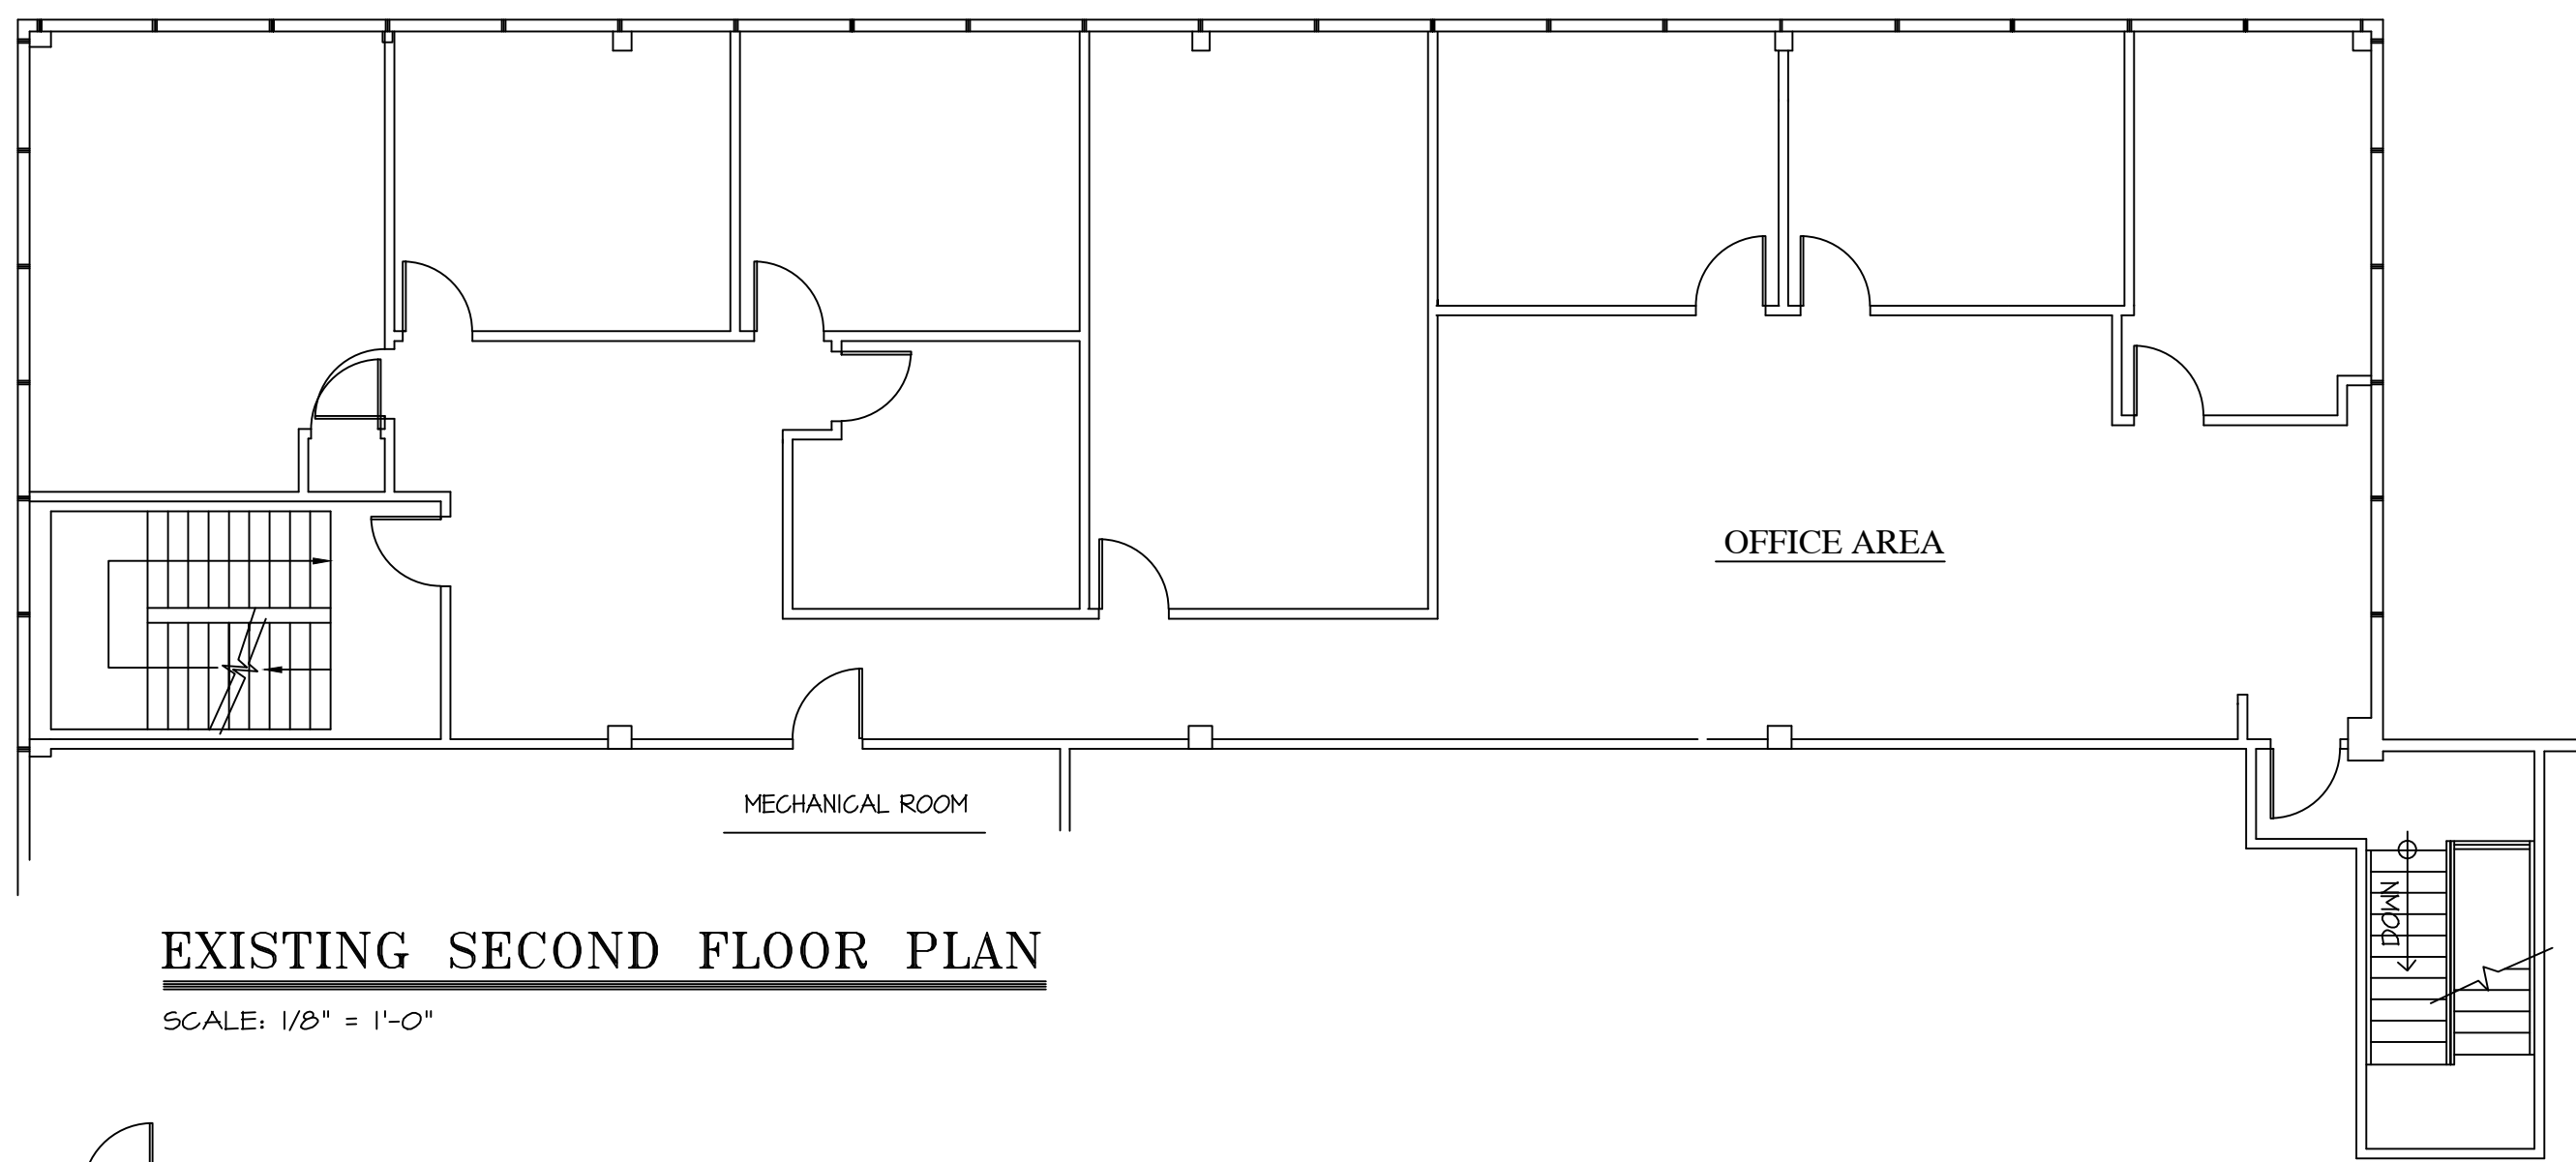 OFFICE AREA
MECHANICAL ROOM
DOWN
EXISTING SECOND FLOOR PLAN
SCALE: 1/8" = 1'-0"